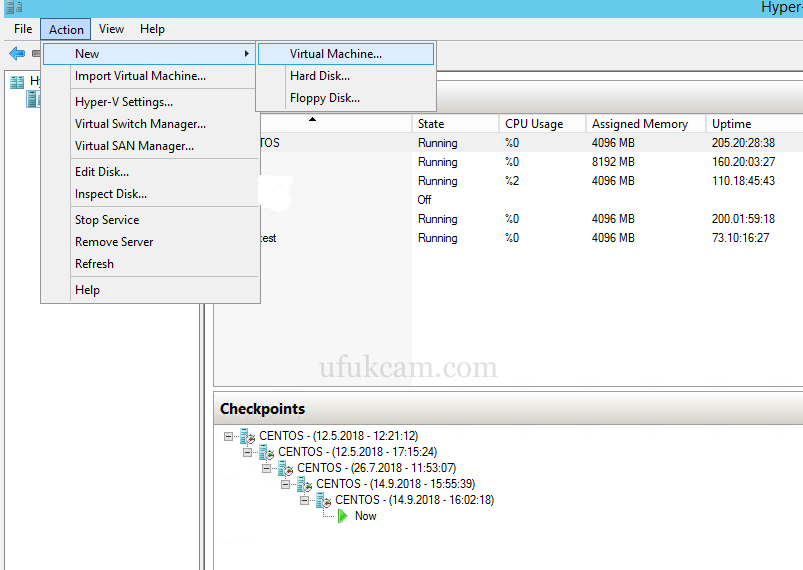 Hyper-
File Action View Help
New Virtual Machine...
Import Virtual Machine... Hard Disk...
Hyper-V Settings... Floppy Disk...
Virtual Switch Manager...
Virtual SAN Manager...
Edit Disk...
Inspect Disk...
Stop Service
Remove Server
Refresh
Help
State CPU Usage Assigned Memory Uptime
TOS Running %0 4096 MB 205.20:28:38
Running %0 8192 MB 160.20:03:27
Running %2 4096 MB 110.18:45:43
Off
Running %0 4096 MB 200.01:59:18
test Running %0 4096 MB 73.10:16:27
ufukcam.com
Checkpoints
CENTOS - (12.5.2018 - 12:21:12)
CENTOS - (12.5.2018 - 17:15:24)
CENTOS - (26.7.2018 - 11:53:07)
CENTOS - (14.9.2018 - 15:55:39)
CENTOS - (14.9.2018 - 16:02:18)
Now